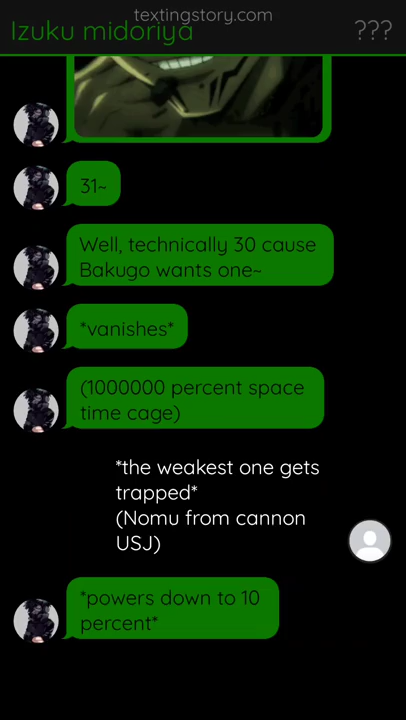 textingstory.com
Izuku midoriya
???
31~
Well, technically 30 cause
Bakugo wants one~
*vanishes*
(1000000 percent space
time cage)
*the weakest one gets
trapped*
(Nomu from cannon
USJ)
*powers down to 10
percent*